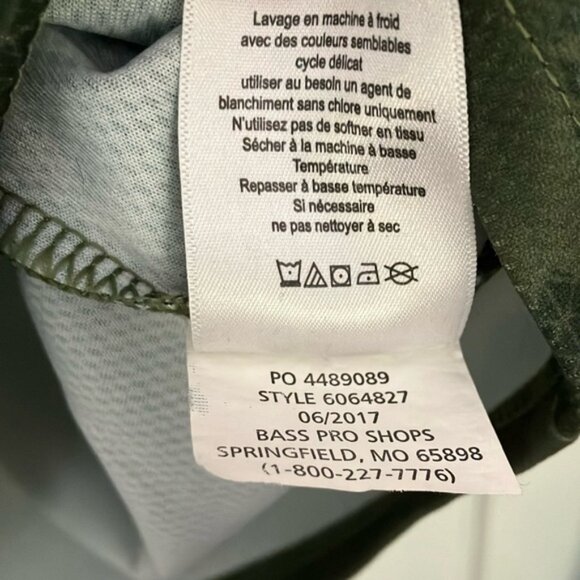 Lavage en machine à froid
avec des couleurs semblables
cycle délicat
utiliser au besoin un agent de
blanchiment sans chlore uniquement
N'utilisez pas de softner en tissu
Sécher à la machine à basse
Température
Repasser à basse température
Si nécessaire
ne pas nettoyer à sec
PO 4489089
STYLE 6064827
06/2017
BASS PRO SHOPS
SPRINGFIELD, MO 65898
(1-800-227-7776)